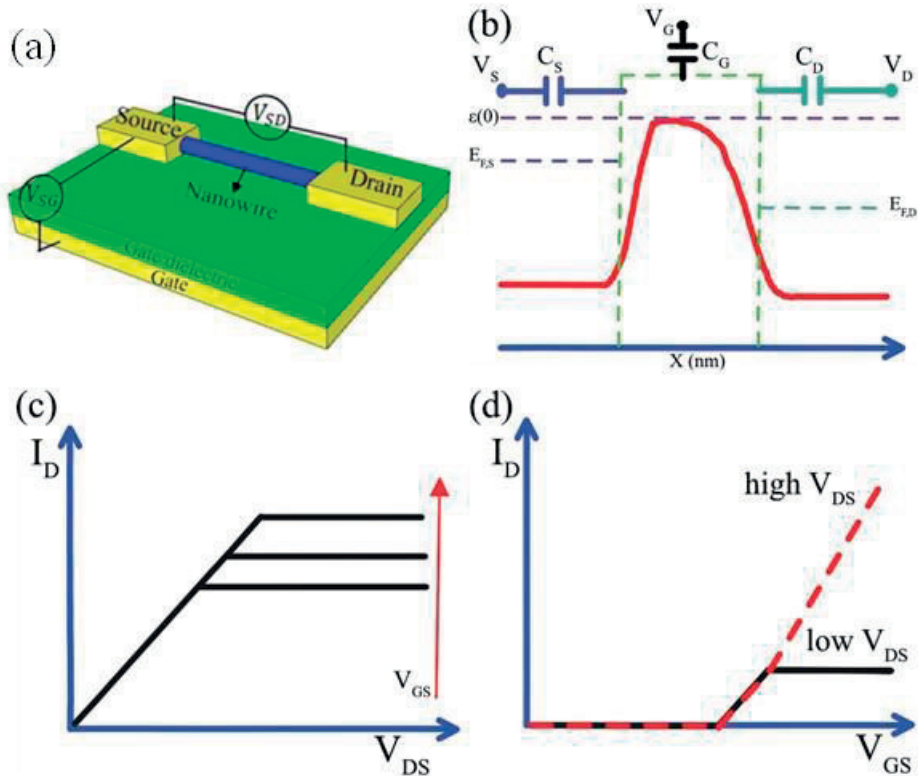 (a)
Source
V_SD
Drain
Nanowire
V_SG
Gate dielectric
Gate
(b)
V_G
C_G
V_S
C_S
C_D
V_D
ε(0)
E_F,S
E_F,D
X (nm)
(c)
I_D
V_GS
V_DS
(d)
I_D
high V_DS
low V_DS
V_GS